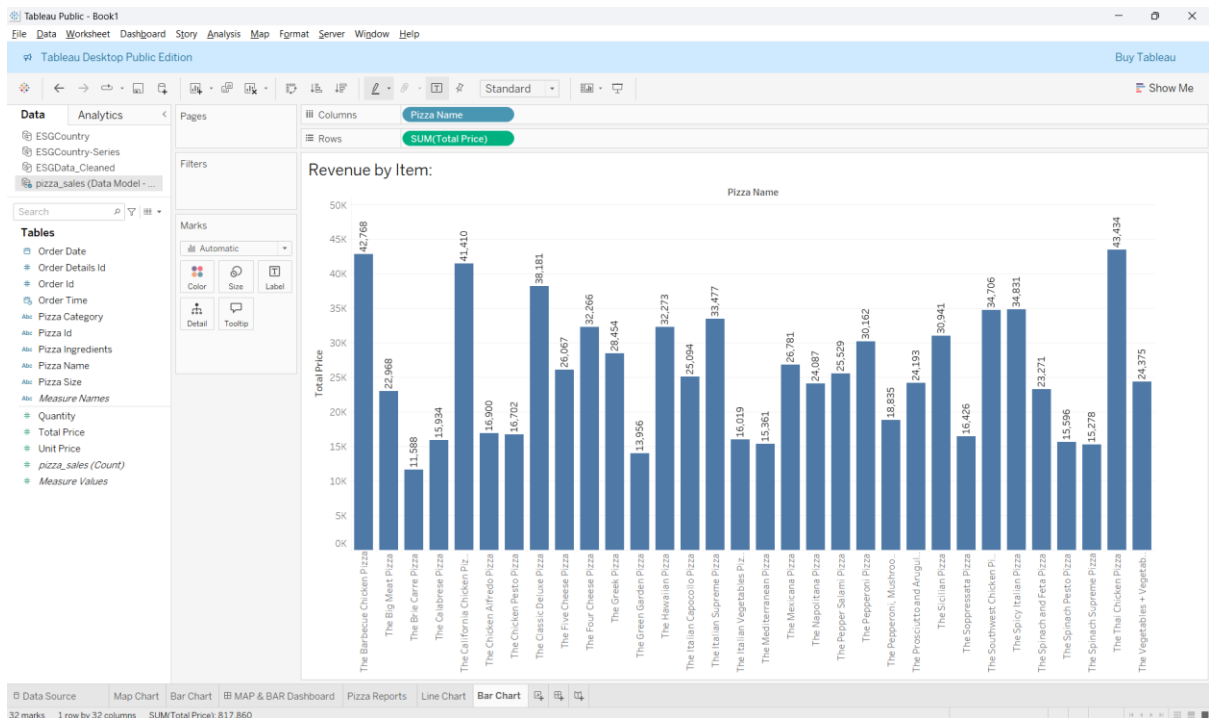 Tableau Public - Book1
File Data Worksheet Dashboard Story Analysis Map Format Server Window Help
Tableau Desktop Public Edition
Buy Tableau
Standard
Show Me
Data Analytics
ESGCountry
ESGCountry-Series
ESGData_Cleaned
pizza_sales (Data Model - ...
Search
Tables
Order Date
# Order Details Id
# Order Id
Order Time
Abc Pizza Category
Abc Pizza Id
Abc Pizza Ingredients
Abc Pizza Name
Abc Pizza Size
Abc Measure Names
# Quantity
# Total Price
# Unit Price
# pizza_sales (Count)
# Measure Values
Pages
Filters
Marks
Automatic
Color Size Label
Detail Tooltip
Columns Pizza Name
Rows SUM(Total Price)
Revenue by Item:
Pizza Name
Total Price
50K
45K
40K
35K
30K
25K
20K
15K
10K
5K
0K
42,768
22,968
11,588
15,934
41,410
16,900
16,702
38,181
26,067
32,266
28,454
13,956
32,273
25,094
33,477
16,019
15,361
26,781
24,087
25,529
30,162
18,835
24,193
30,941
16,426
34,706
34,831
23,271
15,596
15,278
43,434
24,375
The Barbecue Chicken Pizza
The Big Meat Pizza
The Brie Carre Pizza
The Calabrese Pizza
The California Chicken Piz..
The Chicken Alfredo Pizza
The Chicken Pesto Pizza
The Classic Deluxe Pizza
The Five Cheese Pizza
The Four Cheese Pizza
The Greek Pizza
The Green Garden Pizza
The Hawaiian Pizza
The Italian Capocollo Pizza
The Italian Supreme Pizza
The Italian Vegetables Piz..
The Mediterranean Pizza
The Mexicana Pizza
The Napolitana Pizza
The Pepper Salami Pizza
The Pepperoni Pizza
The Pepperoni, Mushroo..
The Prosciutto and Arugul..
The Sicilian Pizza
The Soppressata Pizza
The Southwest Chicken Pi..
The Spicy Italian Pizza
The Spinach and Feta Pizza
The Spinach Pesto Pizza
The Spinach Supreme Pizza
The Thai Chicken Pizza
The Vegetables + Vegetab..
Data Source Map Chart Bar Chart MAP & BAR Dashboard Pizza Reports Line Chart Bar Chart
32 marks 1 row by 32 columns SUM(Total Price): 817,860